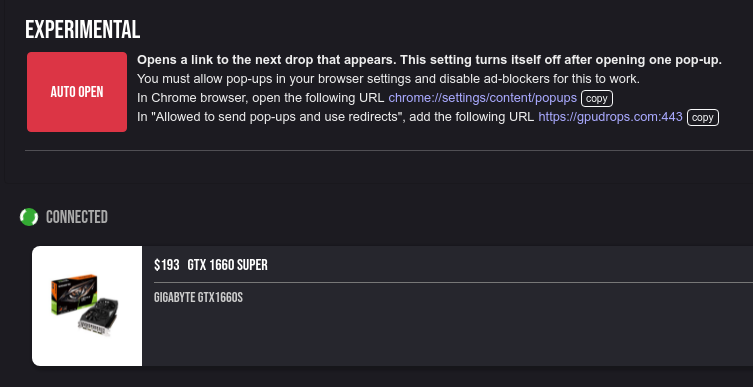 EXPERIMENTAL
AUTO OPEN
Opens a link to the next drop that appears. This setting turns itself off after opening one pop-up.
You must allow pop-ups in your browser settings and disable ad-blockers for this to work.
In Chrome browser, open the following URL chrome://settings/content/popups copy
In "Allowed to send pop-ups and use redirects", add the following URL https://gpudrops.com:443 copy
CONNECTED
$193 GTX 1660 SUPER
GIGABYTE GTX1660S